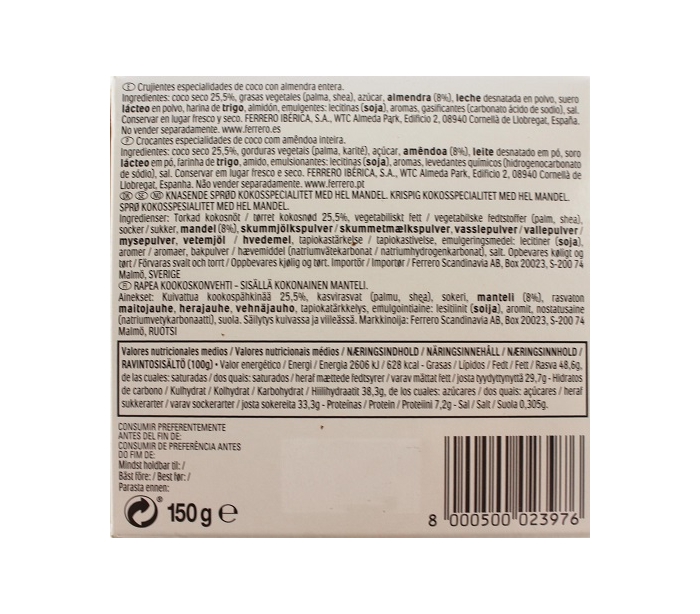 E Crujientes especialidades de coco con almendra entera.
Ingredientes: coco seco 25,5%, grasas vegetales (palma, shea), azúcar, almendra (8%), leche desnatada en polvo, suero
lácteo en polvo, harina de trigo, almidón, emulgentes: lecitinas (soja), aromas, gasificantes (carbonato ácido de sodio), sal.
Conservar en lugar fresco y seco. FERRERO IBÉRICA, S.A., WTC Almeda Park, Edificio 2, 08940 Cornellà de Llobregat, España.
No vender separadamente. www.ferrero.es
P Crocantes especialidades de coco com amêndoa inteira.
Ingredientes: coco seco 25,5%, gorduras vegetais (palma, karité), açúcar, amêndoa (8%), leite desnatado em pó, soro
lácteo em pó, farinha de trigo, amido, emulsionantes: lecitinas (soja), aromas, levedantes químicos (hidrogenocarbonato
de sódio), sal. Conservar em lugar fresco e seco. FERRERO IBÉRICA, S.A., WTC Almeda Park, Edifício 2, 08940 Cornellà de
Llobregat, Espanha. Não vender separadamente. www.ferrero.es
DK SE NO KNASENDE SPRØD KOKOSSPECIALITET MED HEL MANDEL. KRISPIG KOKOSSPECIALITET MED HEL MANDEL.
SPRØ KOKOSSPECIALITET MED HEL MANDEL.
Ingredienser: Torkad kokosnöt / tørret kokosnød 25,5%, vegetabiliskt fett / vegetabilske fedtstoffer (palm, shea),
socker / sukker, mandel (8%), skummjölkspulver / skummetmælkspulver, vasslepulver / vallepulver /
mysepulver, vetemjöl / hvedemel, tapiokastärkelse / tapiokastivelse, emulgeringsmedel: lecitiner (soja),
aromer / aromaer, bakpulver / hævemiddel (natriumvätekarbonat / natriumhydrogenkarbonat), salt. Opbevares køligt og
tørt / Förvaras svalt och torrt / Oppbevares kjølig og tørt. Importör / Importør / Ferrero Scandinavia AB, Box 20023, S-200 74
Malmö, SVERIGE
FI RAPEA KOOKOSKONVEHTI - SISÄLLÄ KOKONAINEN MANTELI.
Ainekset: Kuivattua kookospähkinää 25,5%, kasvirasvat (palmu, shea), sokeri, manteli (8%), rasvaton
maitojauhe, herajauhe, vehnäjauho, tapiokatärkkelys, emulgointiaine: lesitiinit (soija), aromit, nostatusaine
(natriumvetykarbonaatti), suola. Säilytys kuivassa ja viileässä. Markkinoija: Ferrero Scandinavia AB, Box 20023, S-200 74
Malmö, RUOTSI
Valores nutricionales medios / Valores nutricionais médios / NÆRINGSINDHOLD / NÄRINGSINNEHÅLL / NÆRINGSINNHOLD /
RAVINTOSISÄLTÖ (100g) • Valor energético / Energi / Energia 2606 kJ / 628 kcal - Grasas / Lípidos / Fedt / Fett / Rasva 48,6g,
de las cuales: saturadas / dos quais: saturados / heraf mættede fedtsyrer / varav mättat fett / josta tyydyttynyttä 29,7g - Hidratos
de carbono / Kulhydrat / Kolhydrat / Karbohydrat / Hiilihydraatit 38,3g, de los cuales: azúcares / dos quais: açúcares / heraf
sukkerarter / varav sockerarter / josta sokereita 33,3g - Proteínas / Protein / Proteiini 7,2g - Sal / Salt / Suola 0,305g.
CONSUMIR PREFERENTEMENTE
ANTES DEL FIN DE:
CONSUMIR DE PREFERÊNCIA ANTES
DO FIM DE:
Mindst holdbar til: /
Bäst före: / Best før: /
Parasta ennen:
® 150 g e
8 000500 023976